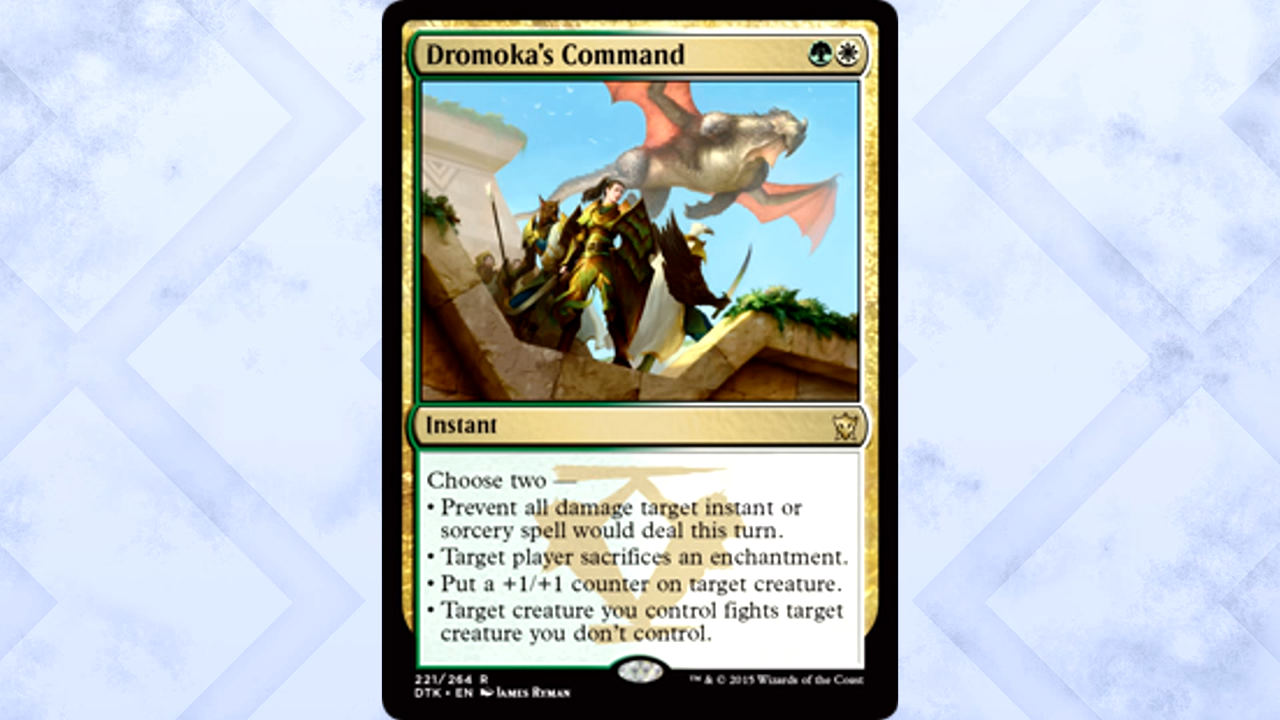 Dromoka's Command
Instant
Choose two —
• Prevent all damage target instant or
sorcery spell would deal this turn.
• Target player sacrifices an enchantment.
• Put a +1/+1 counter on target creature.
• Target creature you control fights target
creature you don't control.
221/264 R
DTK • EN James Ryman
™ & © 2015 Wizards of the Coast